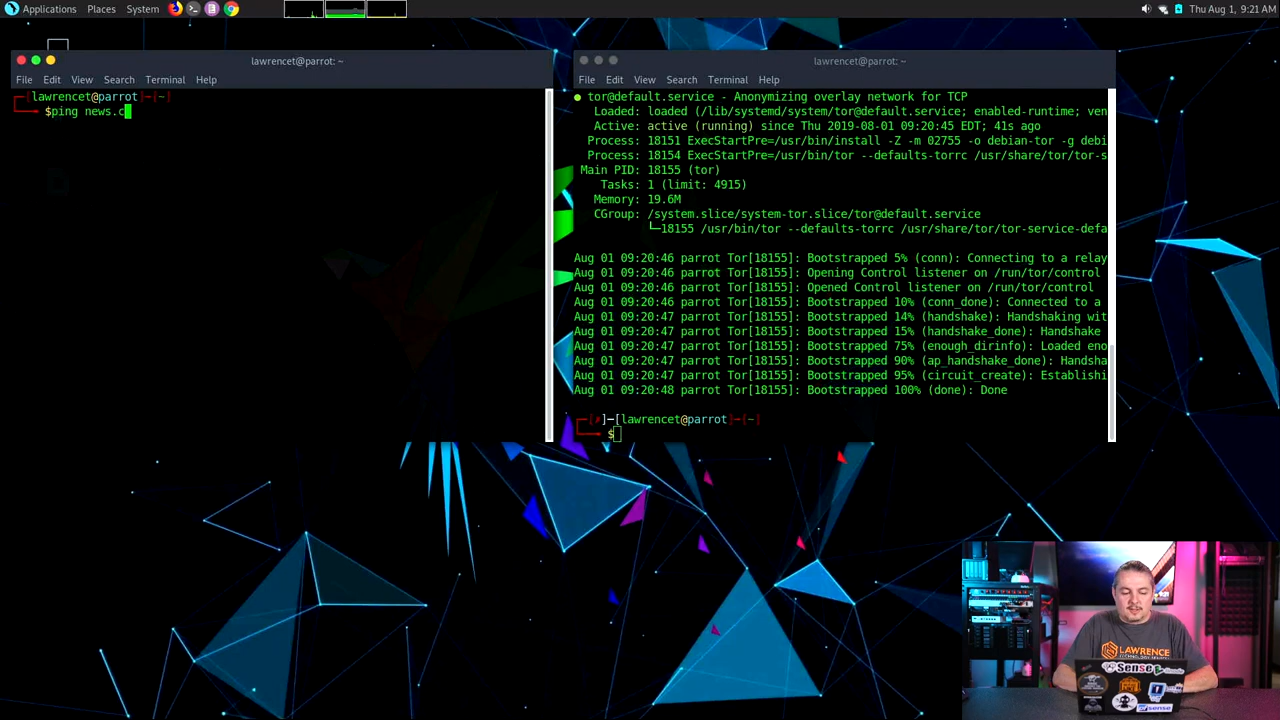 Applications Places System
Thu Aug 1, 9:21 AM
lawrencet@parrot: ~
File Edit View Search Terminal Help
┌─[lawrencet@parrot]─[~]
└──╼ $ping news.c
lawrencet@parrot: ~
File Edit View Search Terminal Help
● tor@default.service - Anonymizing overlay network for TCP
Loaded: loaded (/lib/systemd/system/tor@default.service; enabled-runtime; ven
Active: active (running) since Thu 2019-08-01 09:20:45 EDT; 41s ago
Process: 18151 ExecStartPre=/usr/bin/install -Z -m 02755 -o debian-tor -g debi
Process: 18154 ExecStartPre=/usr/bin/tor --defaults-torrc /usr/share/tor/tor-s
Main PID: 18155 (tor)
Tasks: 1 (limit: 4915)
Memory: 19.6M
CGroup: /system.slice/system-tor.slice/tor@default.service
└─18155 /usr/bin/tor --defaults-torrc /usr/share/tor/tor-service-defa
Aug 01 09:20:46 parrot Tor[18155]: Bootstrapped 5% (conn): Connecting to a relay
Aug 01 09:20:46 parrot Tor[18155]: Opening Control listener on /run/tor/control
Aug 01 09:20:46 parrot Tor[18155]: Opened Control listener on /run/tor/control
Aug 01 09:20:46 parrot Tor[18155]: Bootstrapped 10% (conn_done): Connected to a
Aug 01 09:20:47 parrot Tor[18155]: Bootstrapped 14% (handshake): Handshaking wit
Aug 01 09:20:47 parrot Tor[18155]: Bootstrapped 15% (handshake_done): Handshake
Aug 01 09:20:47 parrot Tor[18155]: Bootstrapped 75% (enough_dirinfo): Loaded eno
Aug 01 09:20:47 parrot Tor[18155]: Bootstrapped 90% (ap_handshake_done): Handsha
Aug 01 09:20:47 parrot Tor[18155]: Bootstrapped 95% (circuit_create): Establishi
Aug 01 09:20:48 parrot Tor[18155]: Bootstrapped 100% (done): Done
┌─[✗]─[lawrencet@parrot]─[~]
└──╼ $
LAWRENCE
Sense
sense